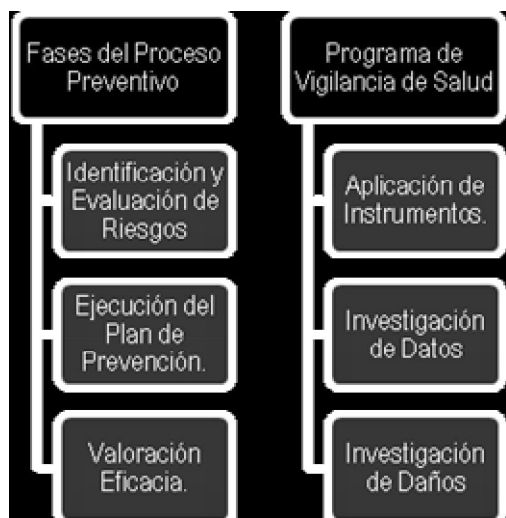 Fases del Proceso
Preventivo
Identificación y
Evaluación de
Riesgos
Ejecución del
Plan de
Prevención.
Valoración
Eficacia.
Programa de
Vigilancia de Salud
Aplicación de
Instrumentos.
Investigación
de Datos
Investigación
de Daños